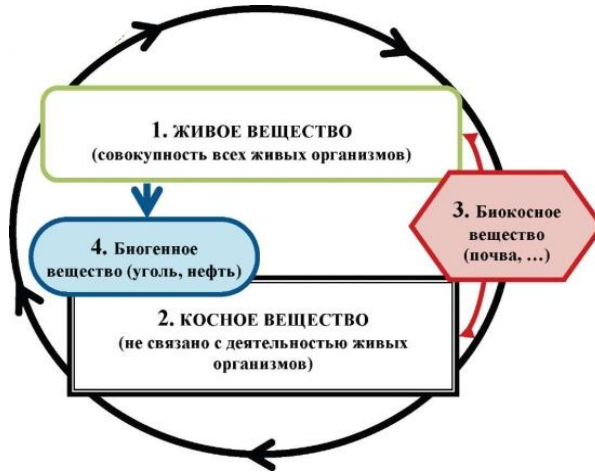 1. ЖИВОЕ ВЕЩЕСТВО
(совокупность всех живых организмов)
4. Биогенное
вещество (уголь, нефть)
3. Биокосное
вещество
(почва, ...)
2. КОСНОЕ ВЕЩЕСТВО
(не связано с деятельностью живых
организмов)